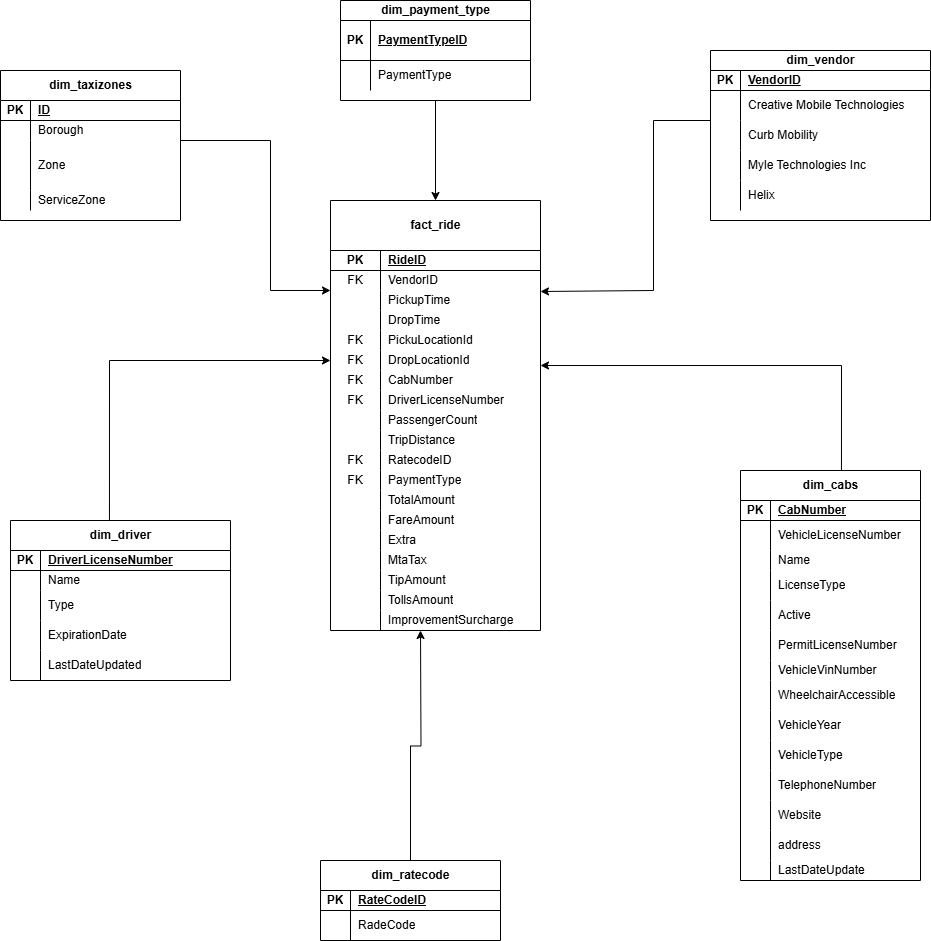 dim_payment_type
PK PaymentTypeID
PaymentType
dim_vendor
PK VendorID
Creative Mobile Technologies
Curb Mobility
Myle Technologies Inc
Helix
dim_taxizones
PK ID
Borough
Zone
ServiceZone
fact_ride
PK RideID
FK VendorID
PickupTime
DropTime
FK PickuLocationId
FK DropLocationId
FK CabNumber
FK DriverLicenseNumber
PassengerCount
TripDistance
FK RatecodeID
FK PaymentType
TotalAmount
FareAmount
Extra
MtaTax
TipAmount
TollsAmount
ImprovementSurcharge
dim_driver
PK DriverLicenseNumber
Name
Type
ExpirationDate
LastDateUpdated
dim_cabs
PK CabNumber
VehicleLicenseNumber
Name
LicenseType
Active
PermitLicenseNumber
VehicleVinNumber
WheelchairAccessible
VehicleYear
VehicleType
TelephoneNumber
Website
address
LastDateUpdate
dim_ratecode
PK RateCodeID
RadeCode